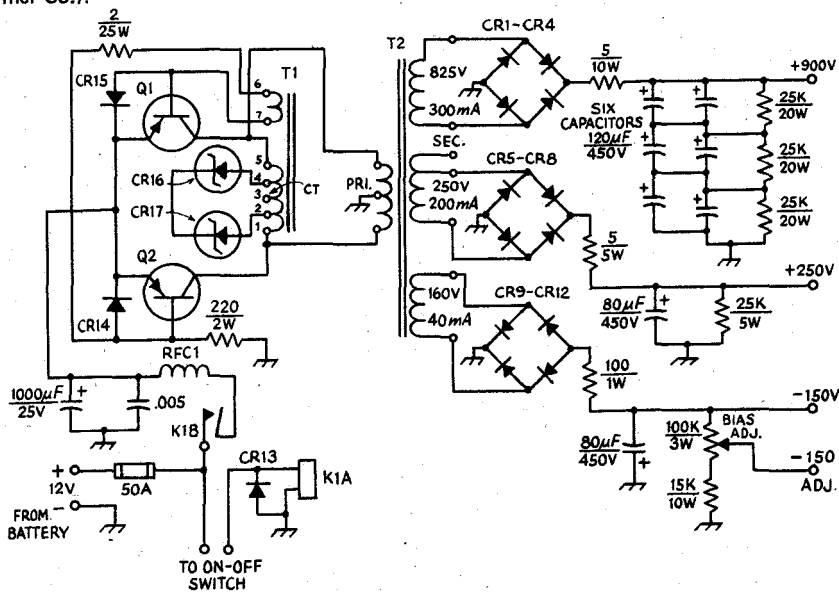 2
25W
T1
T2
CR1-CR4
CR15
Q1
6
7
825V
300mA
5
10W
+900V
SIX
CAPACITORS
120µF
450V
25K
20W
25K
20W
25K
20W
CR16
CR17
5
4
3
2
1
CT
PRI.
SEC.
250V
200mA
CR5-CR8
5
5W
+250V
80µF
450V
25K
5W
Q2
CR14
220
2W
160V
40mA
CR9-CR12
100
1W
RFC1
1000µF
25V
.005
K1B
-150V
80µF
450V
100K
3W
BIAS
ADJ.
-150
ADJ.
15K
10W
+
12V
-
FROM
BATTERY
50A
CR13
K1A
TO ON-OFF
SWITCH